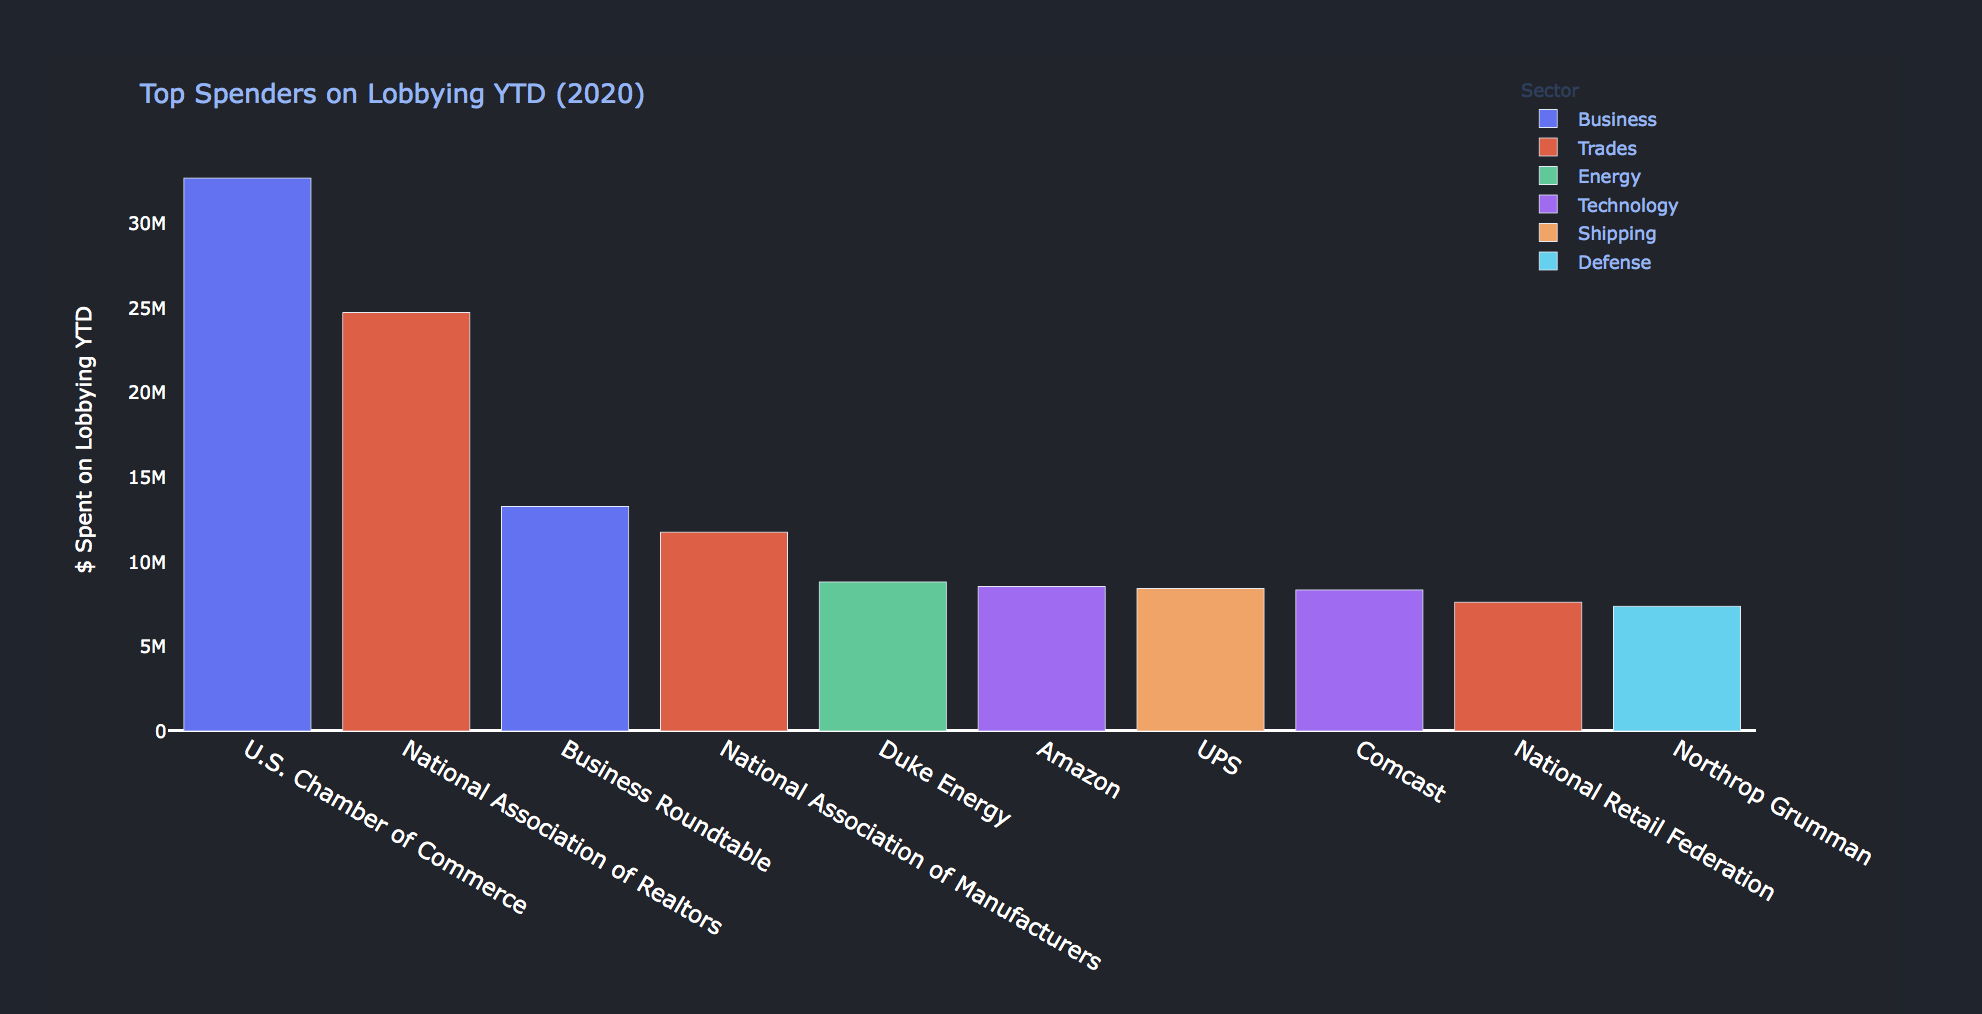 Top Spenders on Lobbying YTD (2020)
Sector
Business
Trades
Energy
Technology
Shipping
Defense
$ Spent on Lobbying YTD
30M
25M
20M
15M
10M
5M
0
U.S. Chamber of Commerce
National Association of Realtors
Business Roundtable
National Association of Manufacturers
Duke Energy
Amazon
UPS
Comcast
National Retail Federation
Northrop Grumman